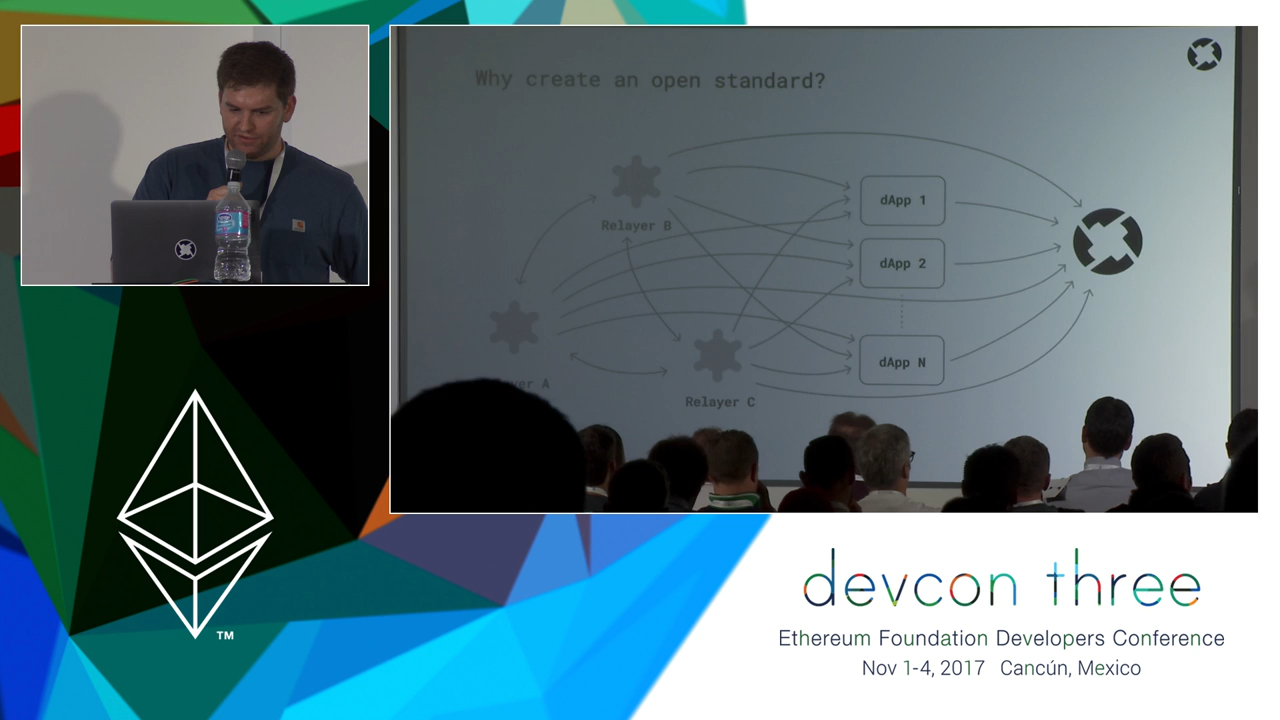 Why create an open standard?
Relayer B
dApp 1
dApp 2
dApp N
Relayer C
devcon three
Ethereum Foundation Developers Conference
Nov 1-4, 2017 Cancún, Mexico
TM